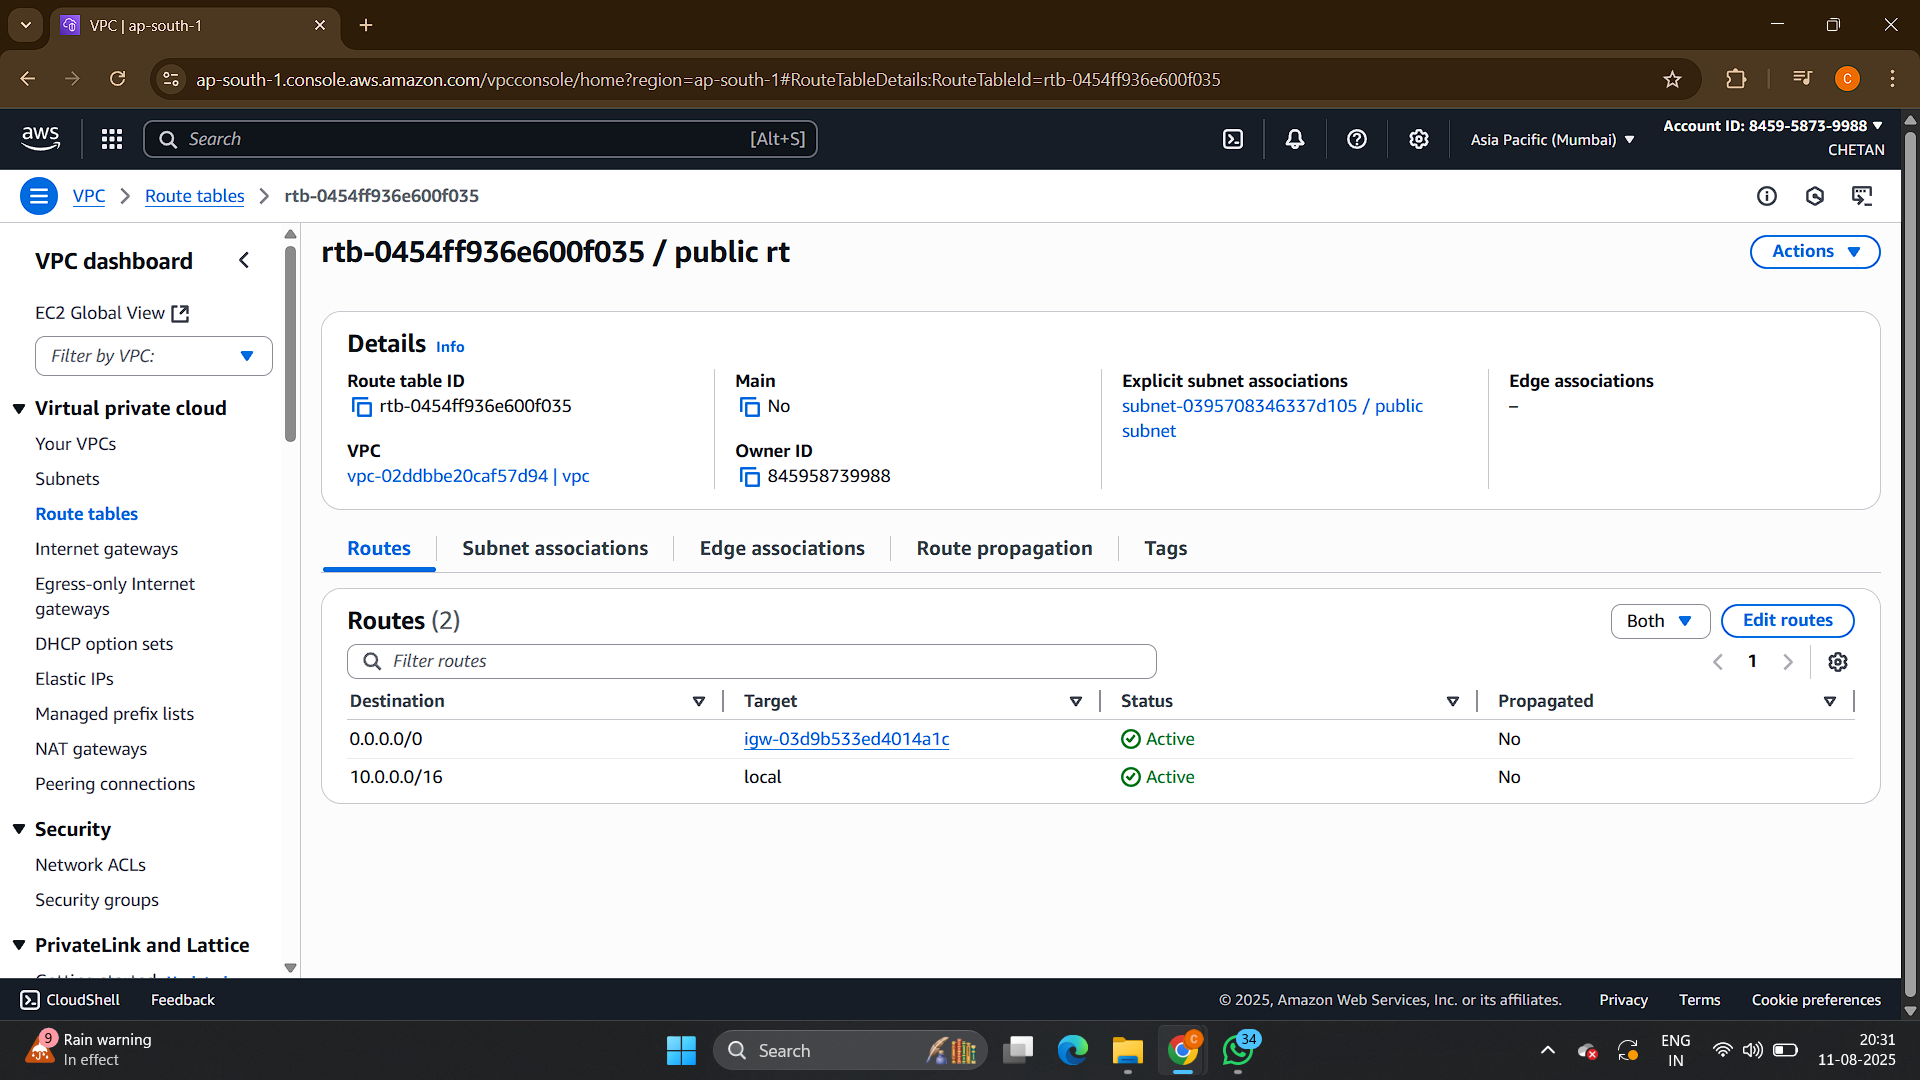 VPC | ap-south-1
ap-south-1.console.aws.amazon.com/vpcconsole/home?region=ap-south-1#RouteTableDetails:RouteTableId=rtb-0454ff936e600f035
C
aws
Search
[Alt+S]
Asia Pacific (Mumbai)
Account ID: 8459-5873-9988
CHETAN
VPC
Route tables
rtb-0454ff936e600f035
VPC dashboard
EC2 Global View
Filter by VPC:
Virtual private cloud
Your VPCs
Subnets
Route tables
Internet gateways
Egress-only Internet
gateways
DHCP option sets
Elastic IPs
Managed prefix lists
NAT gateways
Peering connections
Security
Network ACLs
Security groups
PrivateLink and Lattice
rtb-0454ff936e600f035 / public rt
Actions
Details Info
Route table ID
rtb-0454ff936e600f035
Main
No
Explicit subnet associations
subnet-0395708346337d105 / public
subnet
Edge associations
–
VPC
vpc-02ddbbe20caf57d94 | vpc
Owner ID
845958739988
Routes
Subnet associations
Edge associations
Route propagation
Tags
Routes (2)
Both
Edit routes
Filter routes
1
Destination Target Status Propagated
0.0.0.0/0 igw-03d9b533ed4014a1c Active No
10.0.0.0/16 local Active No
CloudShell
Feedback
© 2025, Amazon Web Services, Inc. or its affiliates.
Privacy
Terms
Cookie preferences
9
Rain warning
In effect
Search
C
34
ENG
IN
20:31
11-08-2025